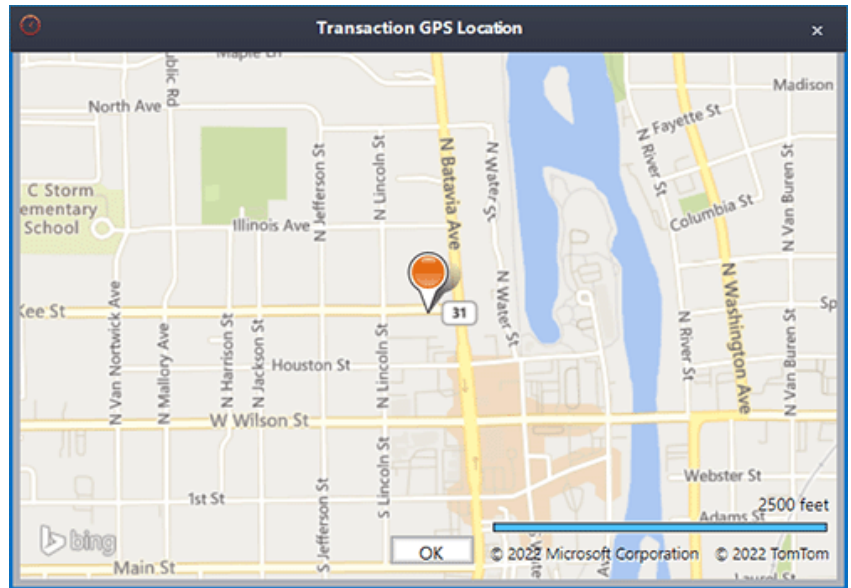 Transaction GPS Location
Maple Ln
Madison
North Ave
N Fayette St
N River St
C Storm
ementary
School
Illinois Ave
N Jefferson St
N Lincoln St
N Batavia Ave
N Water St
Columbia St
N Van Buren St
Kee St
31
N Water St
N Washington Ave
Sp
N Van Nortwick Ave
N Mallory Ave
N Harrison St
N Jackson St
Houston St
N Lincoln St
N River St
N Van Buren St
W Wilson St
S Lincoln St
Webster St
1st St
S Jefferson St
2500 feet
Adams St
bing
OK
© 2022 Microsoft Corporation
© 2022 TomTom
Main St
Laurel St